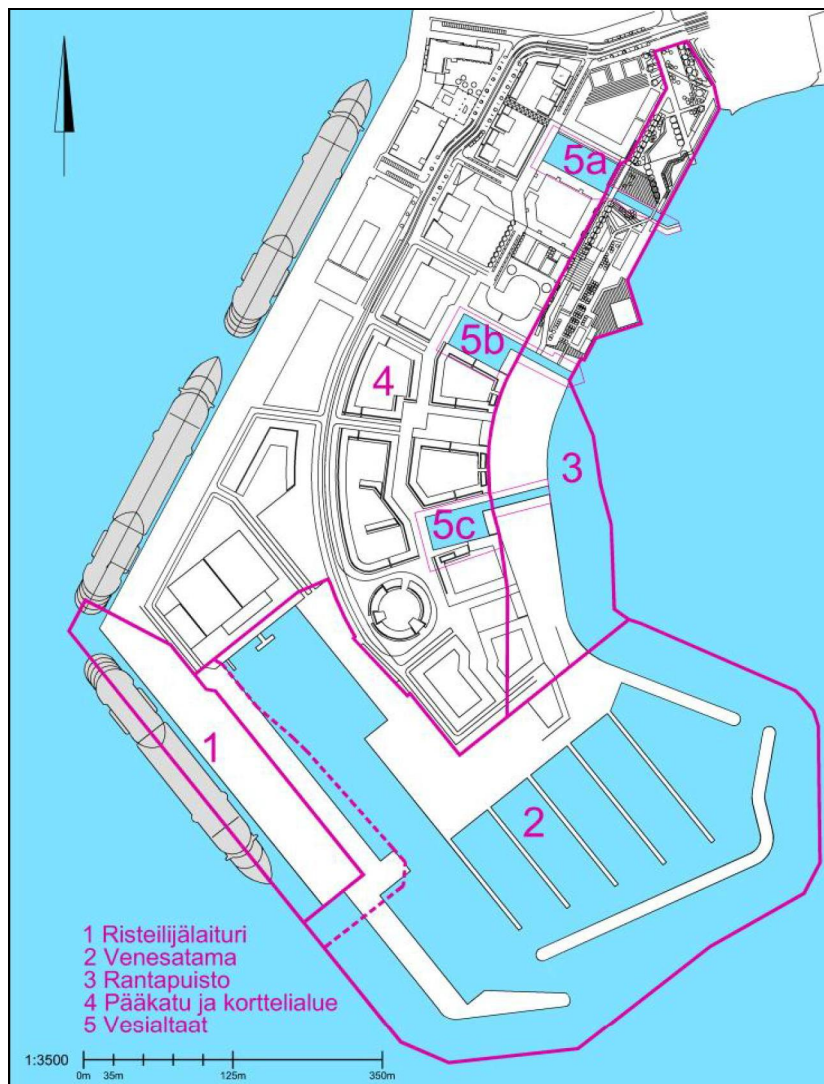 5a
5b
4
3
5c
1
2
1 Risteilijälaituri
2 Venesatama
3 Rantapuisto
4 Pääkatu ja korttelialue
5 Vesialtaat
1:3500
0m 35m 125m 350m